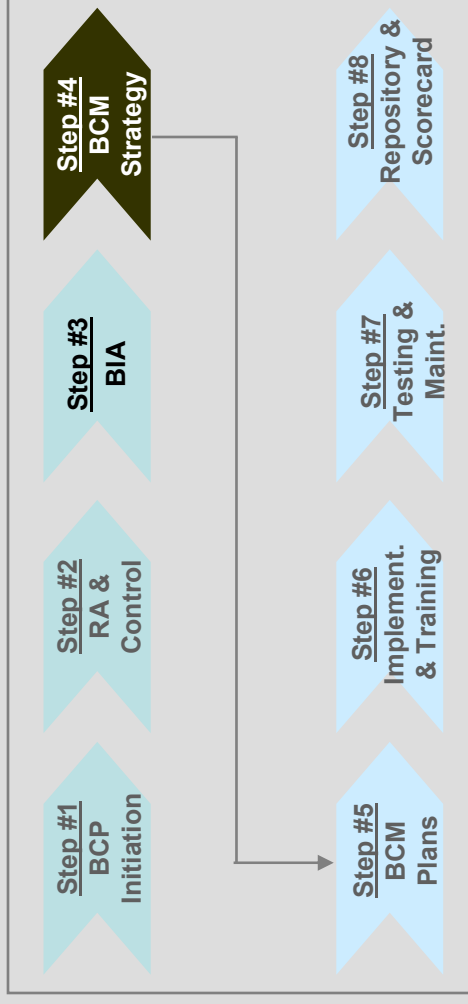 Step #1
BCP
Initiation
Step #2
RA &
Control
Step #3
BIA
Step #4
BCM
Strategy
Step #5
BCM
Plans
Step #6
Implement.
& Training
Step #7
Testing &
Maint.
Step #8
Repository &
Scorecard